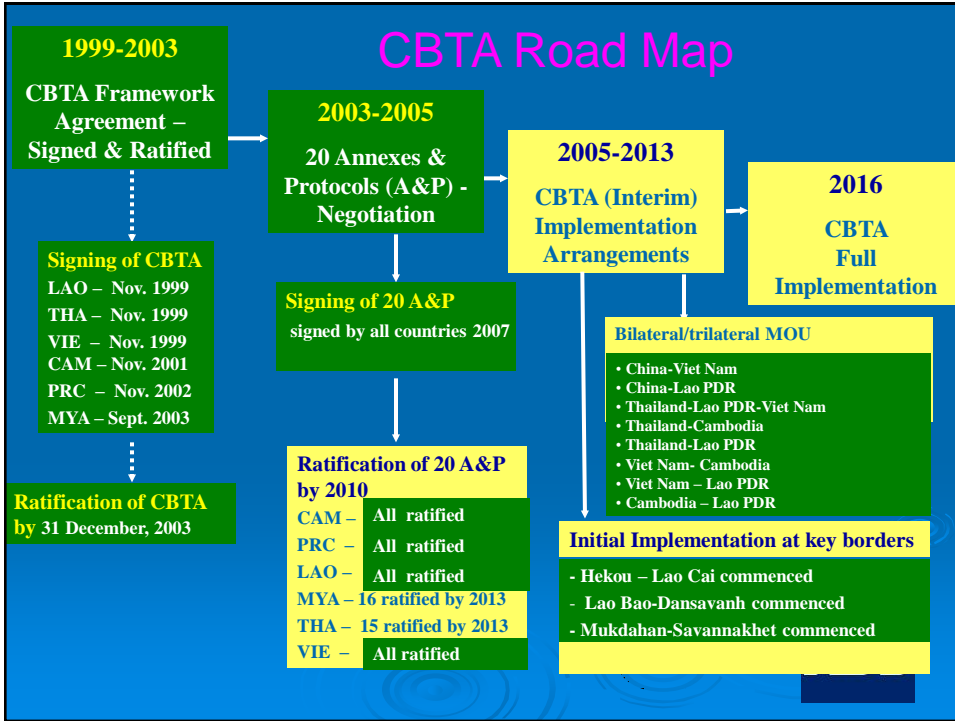 CBTA Road Map
1999-2003
CBTA Framework
Agreement –
Signed & Ratified
2003-2005
20 Annexes &
Protocols (A&P) -
Negotiation
2005-2013
CBTA (Interim)
Implementation
Arrangements
2016
CBTA
Full
Implementation
Signing of CBTA
LAO – Nov. 1999
THA – Nov. 1999
VIE – Nov. 1999
CAM – Nov. 2001
PRC – Nov. 2002
MYA – Sept. 2003
Ratification of CBTA
by 31 December, 2003
Signing of 20 A&P
signed by all countries 2007
Ratification of 20 A&P
by 2010
CAM – All ratified
PRC – All ratified
LAO – All ratified
MYA – 16 ratified by 2013
THA – 15 ratified by 2013
VIE – All ratified
Bilateral/trilateral MOU
• China-Viet Nam
• China-Lao PDR
• Thailand-Lao PDR-Viet Nam
• Thailand-Cambodia
• Thailand-Lao PDR
• Viet Nam- Cambodia
• Viet Nam – Lao PDR
• Cambodia – Lao PDR
Initial Implementation at key borders
- Hekou – Lao Cai commenced
- Lao Bao-Dansavanh commenced
- Mukdahan-Savannakhet commenced